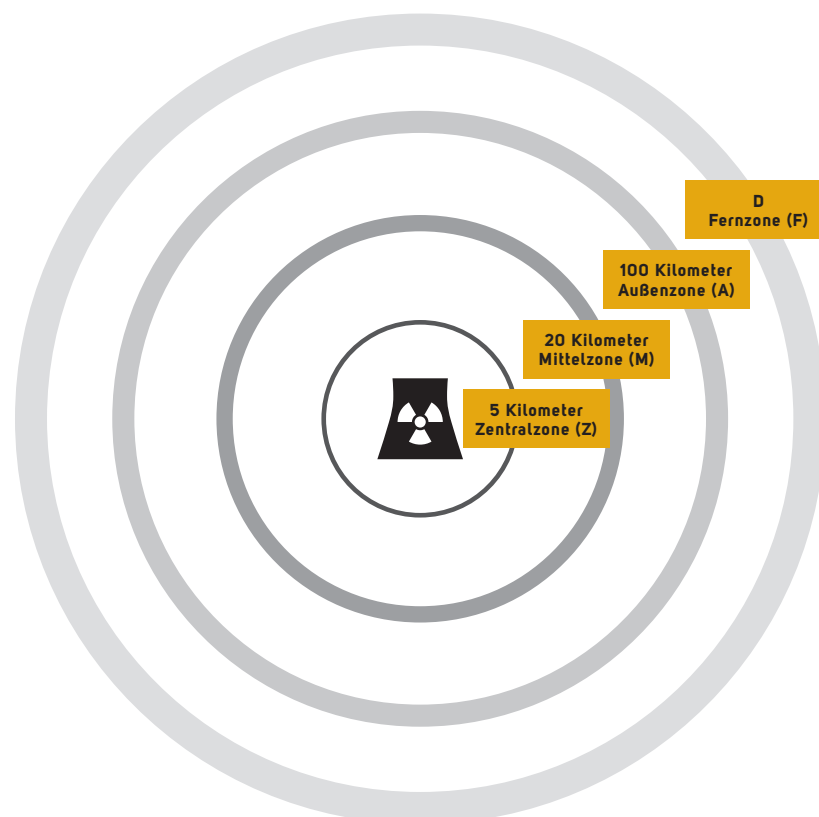 D
Fernzone (F)
100 Kilometer
Außenzone (A)
20 Kilometer
Mittelzone (M)
5 Kilometer
Zentralzone (Z)